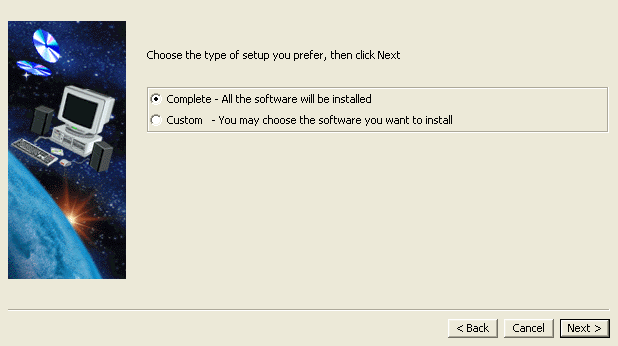 Choose the type of setup you prefer, then click Next
Complete - All the software will be installed
Custom - You may choose the software you want to install
< Back Cancel Next >